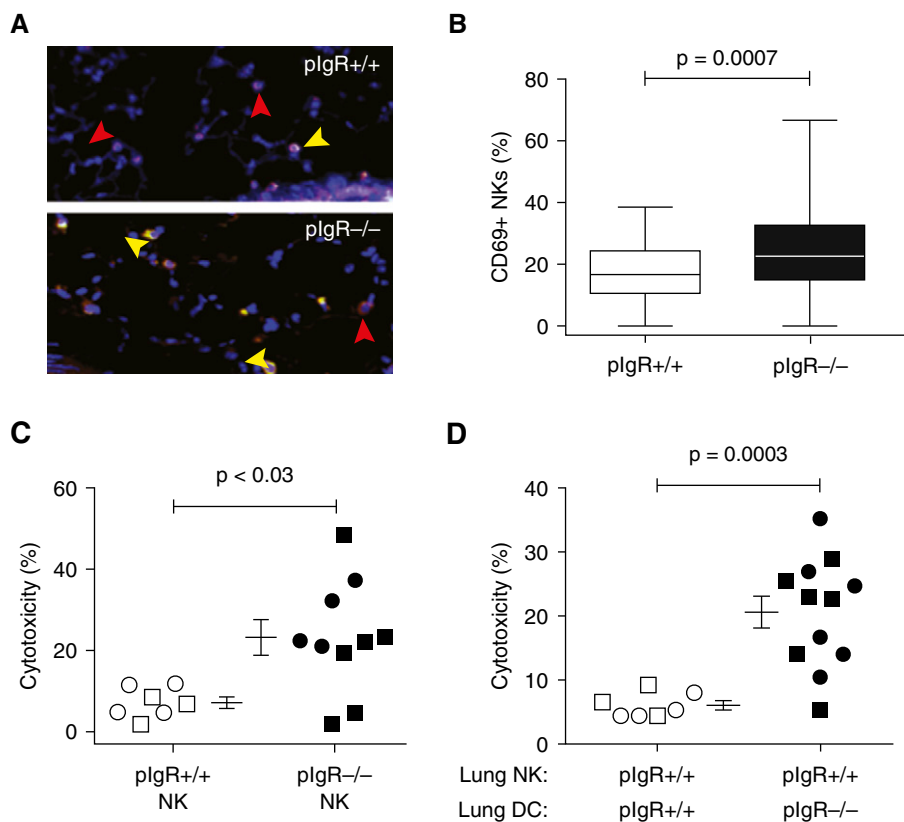 A
pIgR+/+
pIgR–/–
B
p = 0.0007
CD69+ NKs (%)
80
60
40
20
0
pIgR+/+
pIgR–/–
C
p < 0.03
Cytotoxicity (%)
60
40
20
0
pIgR+/+
NK
pIgR–/–
NK
D
p = 0.0003
Cytotoxicity (%)
40
30
20
10
0
Lung NK: pIgR+/+ pIgR+/+
Lung DC: pIgR+/+ pIgR–/–